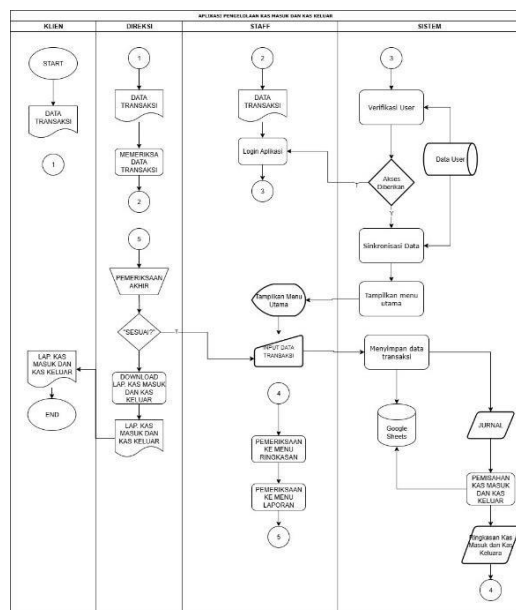 APLIKASI PENGELOLAAN KAS MASUK DAN KAS KELUAR
KLIEN
DIREKSI
STAFF
SISTEM
START
DATA
TRANSAKSI
1
1
DATA
TRANSAKSI
MEMERIKSA
DATA
TRANSAKSI
2
5
PEMERIKSAAN
AKHIR
"SESUAI?"
T
DOWNLOAD
LAP. KAS MASUK
DAN KAS
KELUAR
LAP. KAS
MASUK DAN
KAS KELUAR
LAP. KAS
MASUK DAN
KAS KELUAR
END
2
DATA
TRANSAKSI
Login Aplikasi
3
Tampilkan Menu
Utama
INPUT DATA
TRANSAKSI
4
PEMERIKSAAN
KE MENU
RINGKASAN
PEMERIKSAAN
KE MENU
LAPORAN
5
3
Verifikasi User
Data User
Akses
Diberikan
T
Y
Sinkronisasi Data
Tampilkan menu
utama
Menyimpan data
transaksi
Google
Sheets
JURNAL
PEMISAHAN
KAS MASUK
DAN KAS
KELUAR
Ringkasan Kas
Masuk dan Kas
Keluara
4